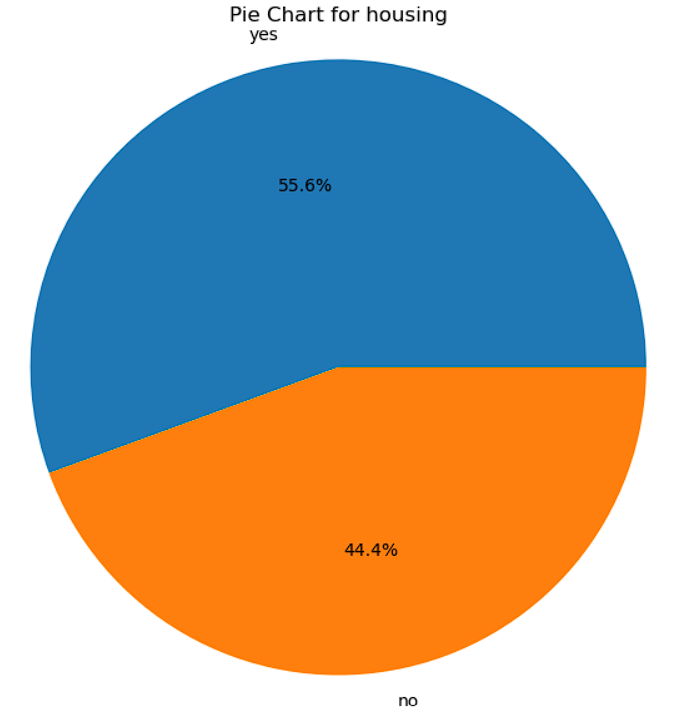 Pie Chart for housing
yes
55.6%
44.4%
no